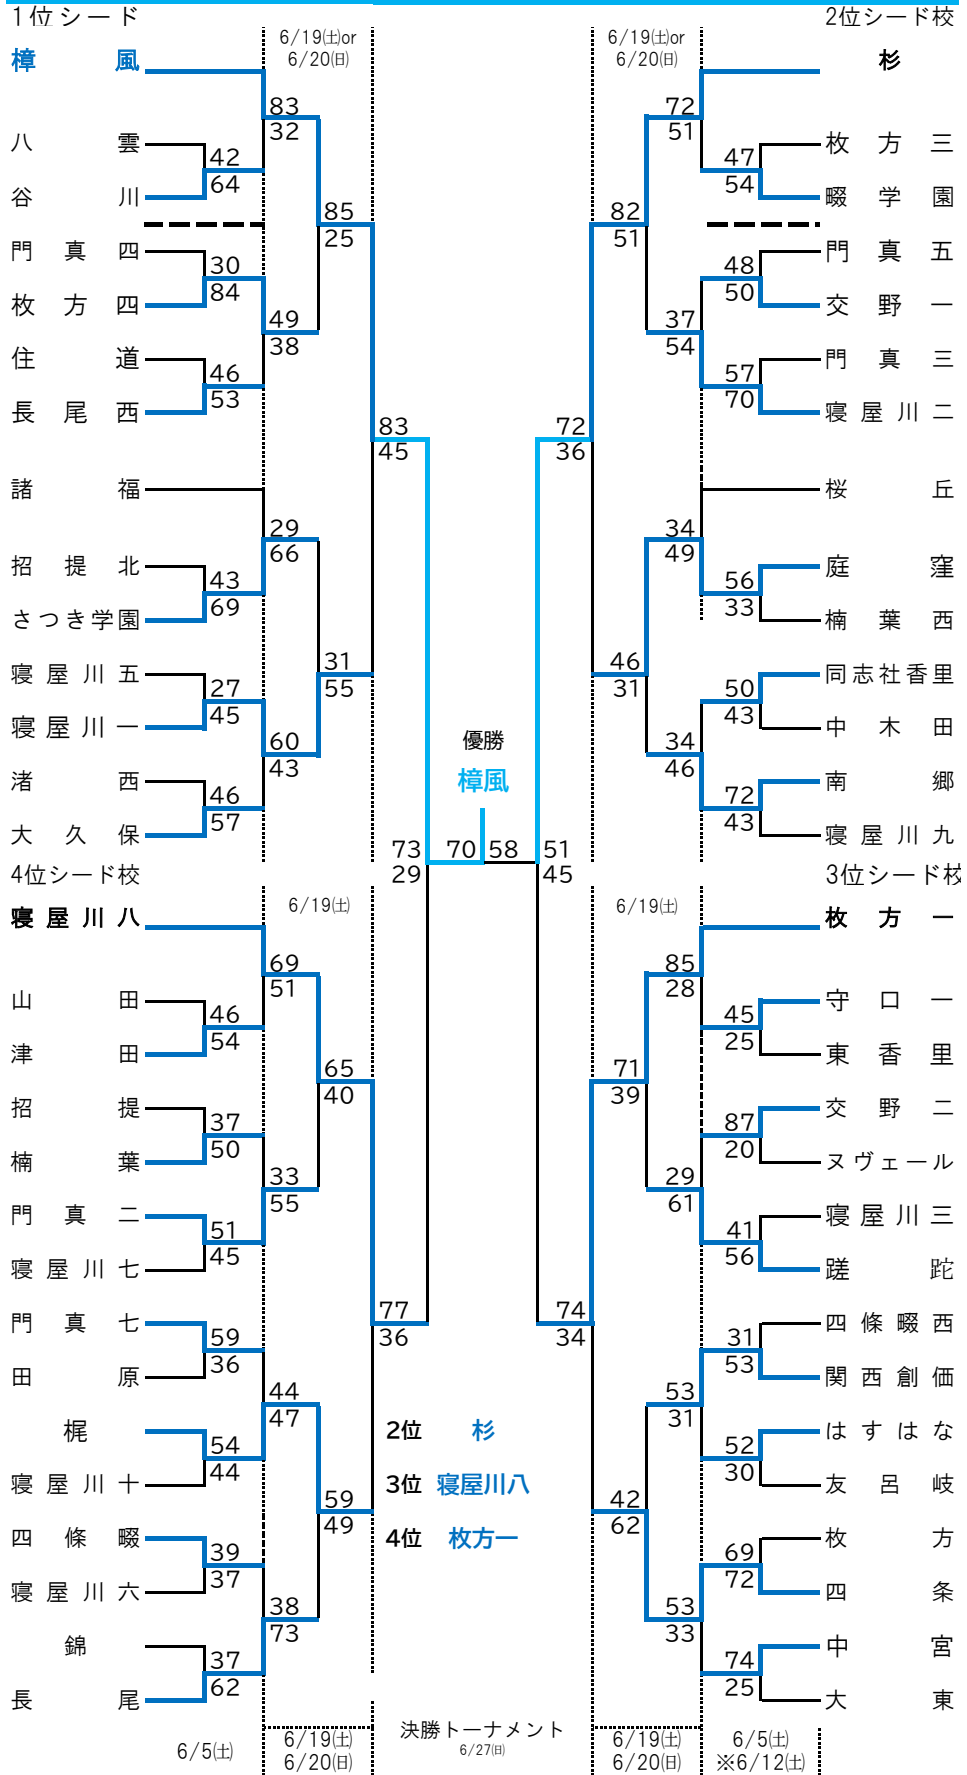 1位シード
2位シード校
6/19(土)or
6/20(日)
6/19(土)or
6/20(日)
樟風
杉
83
32
72
51
八雲
42
64
谷川
枚方三
47
54
畷学園
85
25
82
51
門真四
30
84
枚方四
門真五
48
50
交野一
49
38
37
54
住道
46
53
長尾西
門真三
57
70
寝屋川二
83
45
72
36
諸福
桜丘
29
66
34
49
招提北
43
69
さつき学園
庭窪
56
33
楠葉西
31
55
46
31
寝屋川五
27
45
寝屋川一
同志社香里
50
43
中木田
60
43
34
46
優勝
樟風
渚西
46
57
大久保
南郷
72
43
寝屋川九
73
29
70
58
51
45
4位シード校
3位シード校
6/19(土)
6/19(土)
寝屋川八
枚方一
69
51
85
28
山田
46
54
津田
守口一
45
25
東香里
65
40
71
39
招提
37
50
楠葉
交野二
87
20
ヌヴェール
33
55
29
61
門真二
51
45
寝屋川七
寝屋川三
41
56
蹉跎
77
36
74
34
門真七
59
36
田原
四條畷西
31
53
関西創価
44
47
53
31
梶
54
44
寝屋川十
はすはな
52
30
友呂岐
2位 杉
3位 寝屋川八
4位 枚方一
59
49
42
62
四條畷
39
37
寝屋川六
枚方
69
72
四条
38
73
53
33
錦
37
62
長尾
中宮
74
25
大東
6/5(土)
6/19(土)
6/20(日)
決勝トーナメント
6/27(日)
6/19(土)
6/20(日)
6/5(土)
※6/12(土)